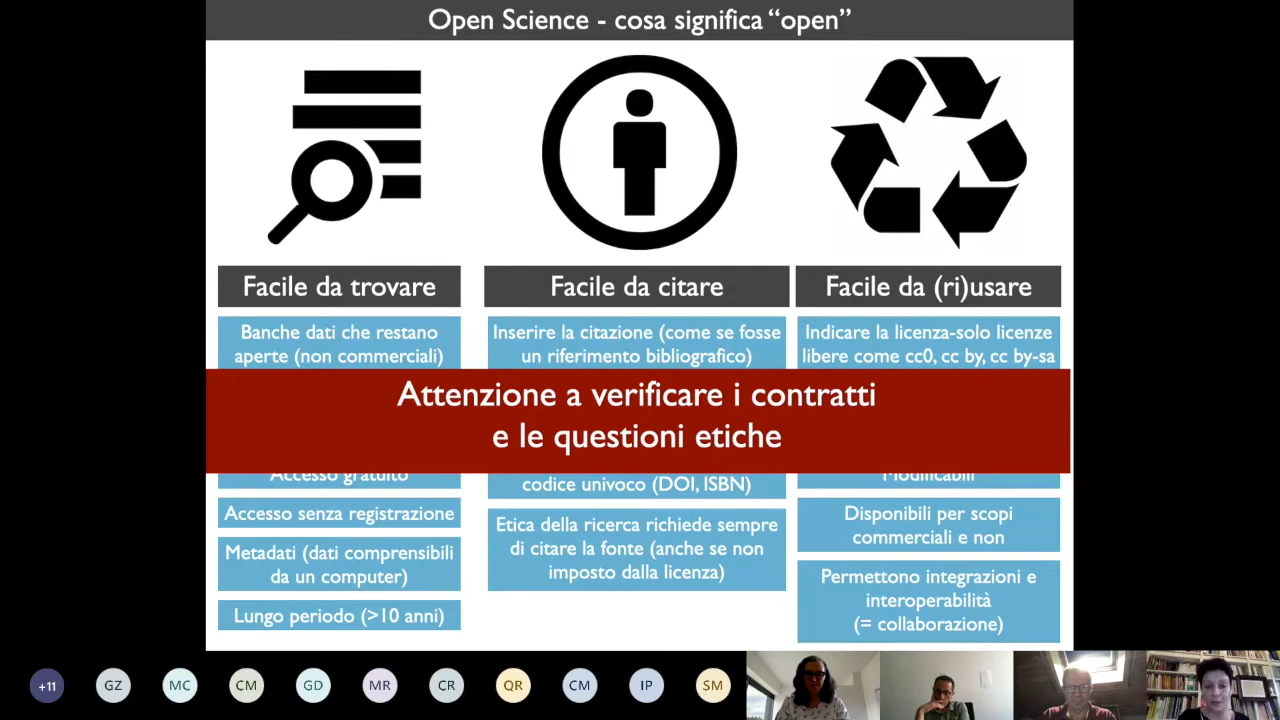 Open Science - cosa significa “open”
Facile da trovare
Banche dati che restano
aperte (non commerciali)
Accesso gratuito
Accesso senza registrazione
Metadati (dati comprensibili
da un computer)
Lungo periodo (>10 anni)
Facile da citare
Inserire la citazione (come se fosse
un riferimento bibliografico)
codice univoco (DOI, ISBN)
Etica della ricerca richiede sempre
di citare la fonte (anche se non
imposto dalla licenza)
Facile da (ri)usare
Indicare la licenza-solo licenze
libere come cc0, cc by, cc by-sa
Modificabili
Disponibili per scopi
commerciali e non
Permettono integrazioni e
interoperabilità
(= collaborazione)
Attenzione a verificare i contratti
e le questioni etiche
+11
GZ
MC
CM
GD
MR
CR
QR
CM
IP
SM